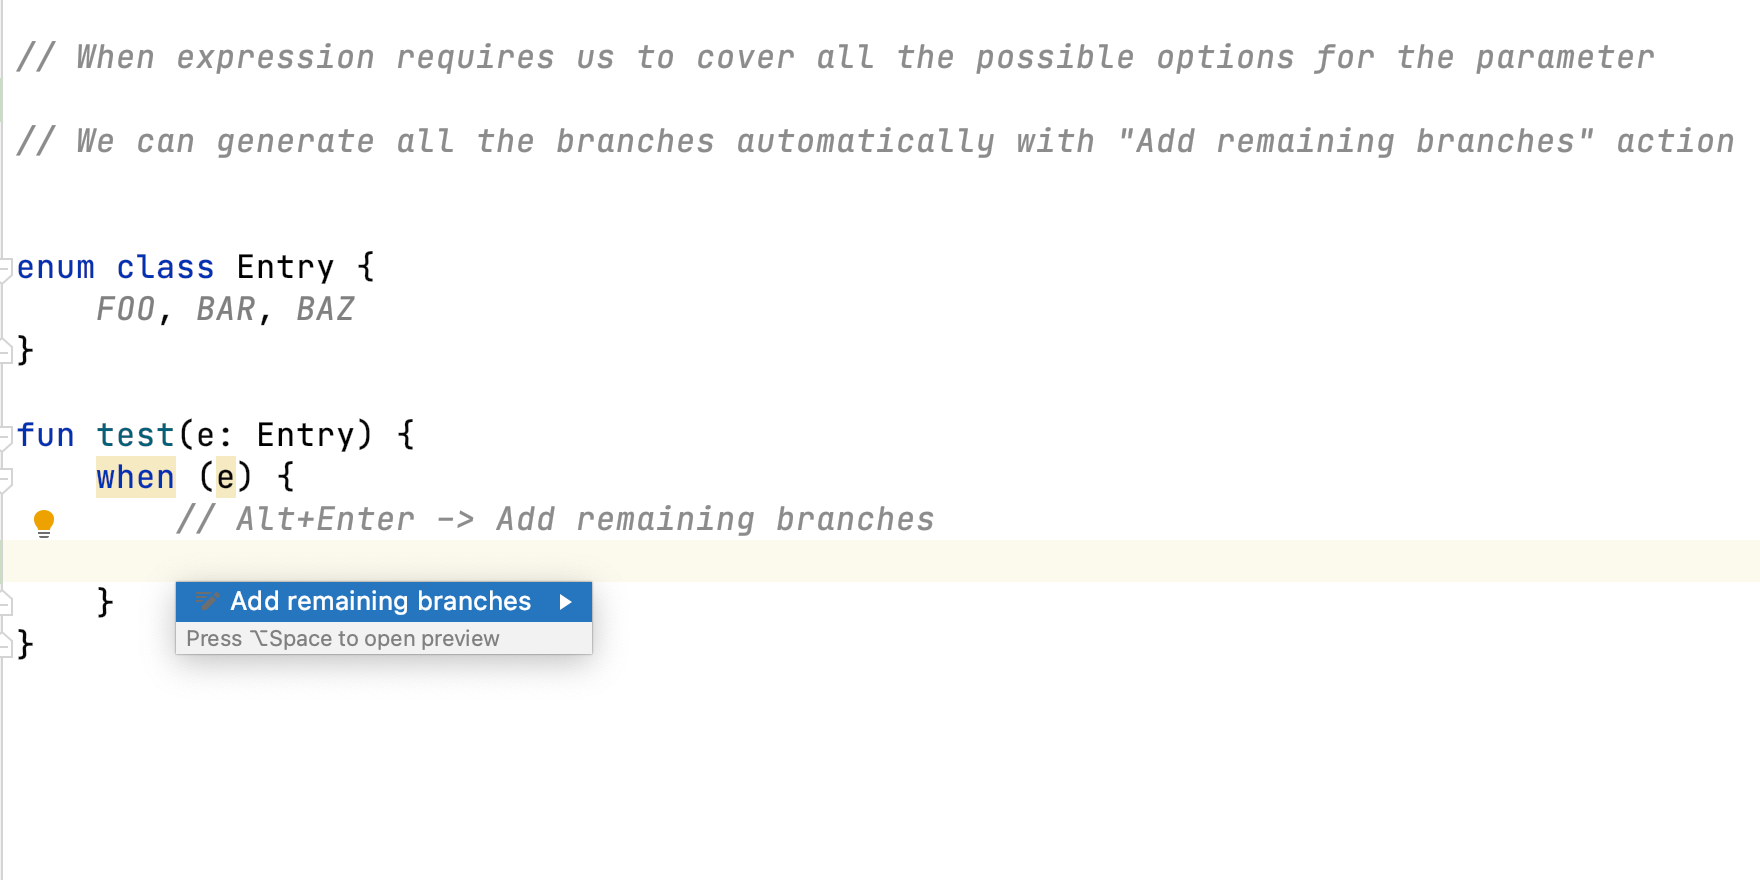 // When expression requires us to cover all the possible options for the parameter
// We can generate all the branches automatically with "Add remaining branches" action
enum class Entry {
    FOO, BAR, BAZ
}
fun test(e: Entry) {
    when (e) {
        // Alt+Enter -> Add remaining branches
    }
Add remaining branches
Press ⌥Space to open preview
}